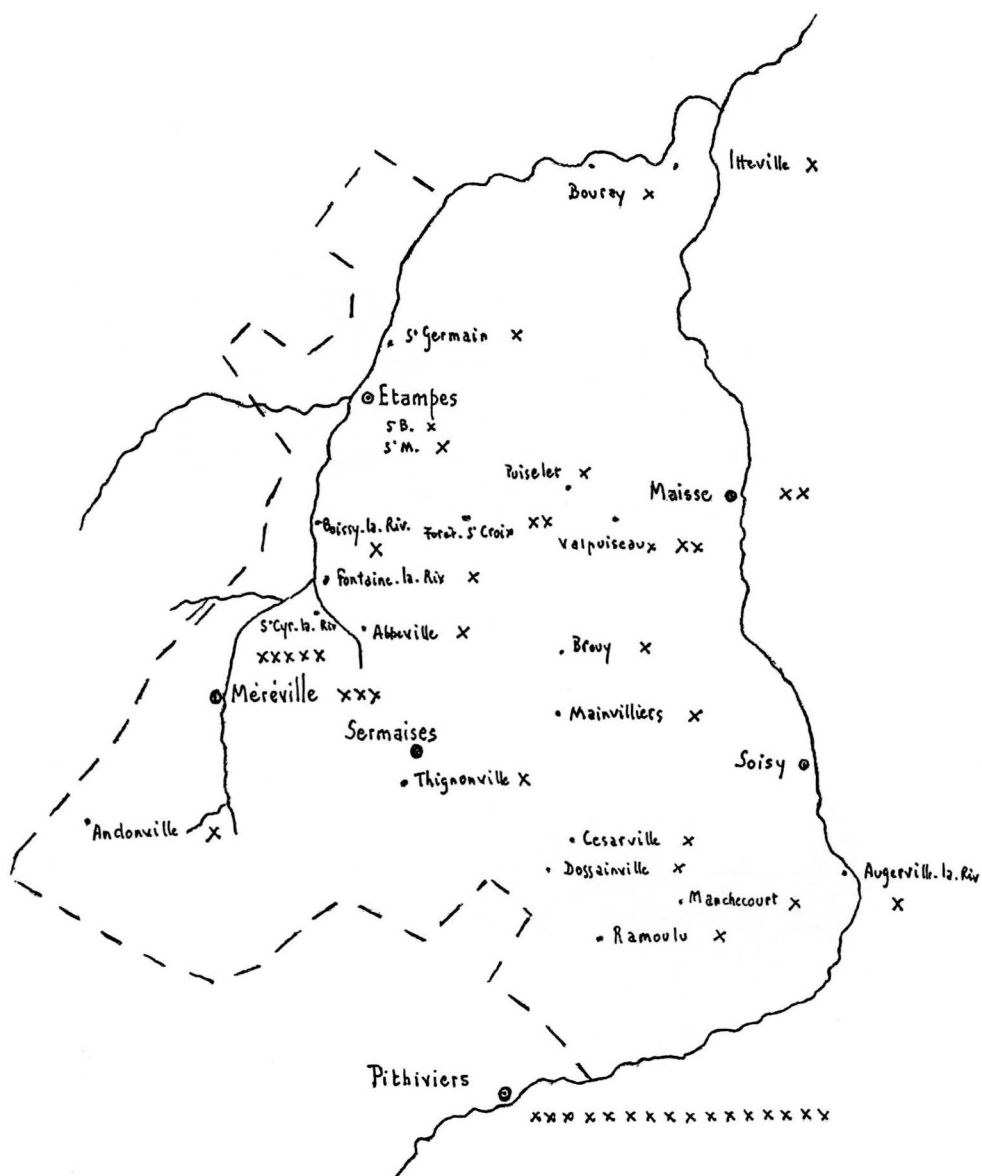 Itteville X
Bouray X
St Germain X
Etampes
St B. X
St M. X
Puiselet X
Maisse XX
Boissy-la-Riv.
X
Foret-Ste Croix XX
Valpuiseaux XX
Fontaine-la-Riv X
St Cyr-la-Riv
XXXXX
Abbeville X
Brouy X
Méréville XXX
Mainvilliers X
Sermaises
Soisy
Thignonville X
Andonville X
Cesarville X
Dossainville X
Augerville-la-Riv
X
Manchecourt X
Ramoulu X
Pithiviers
XXXXXXXXXXXXXXXX